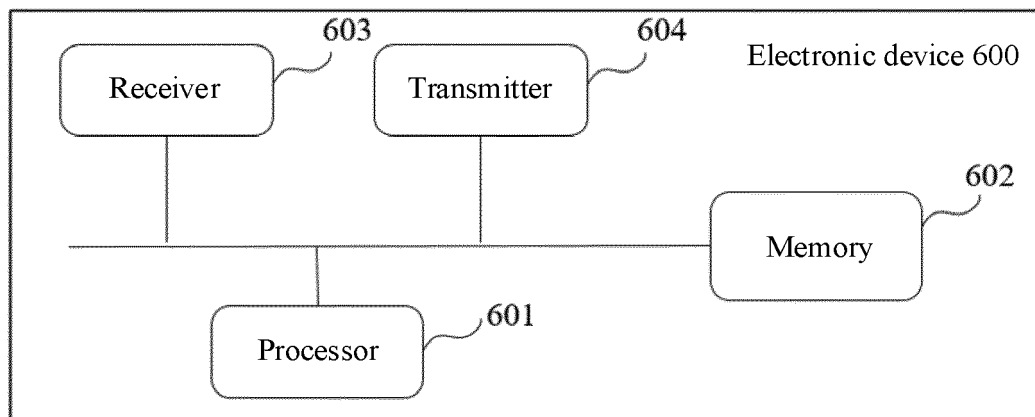 603
604
Electronic device 600
Receiver
Transmitter
602
Memory
601
Processor